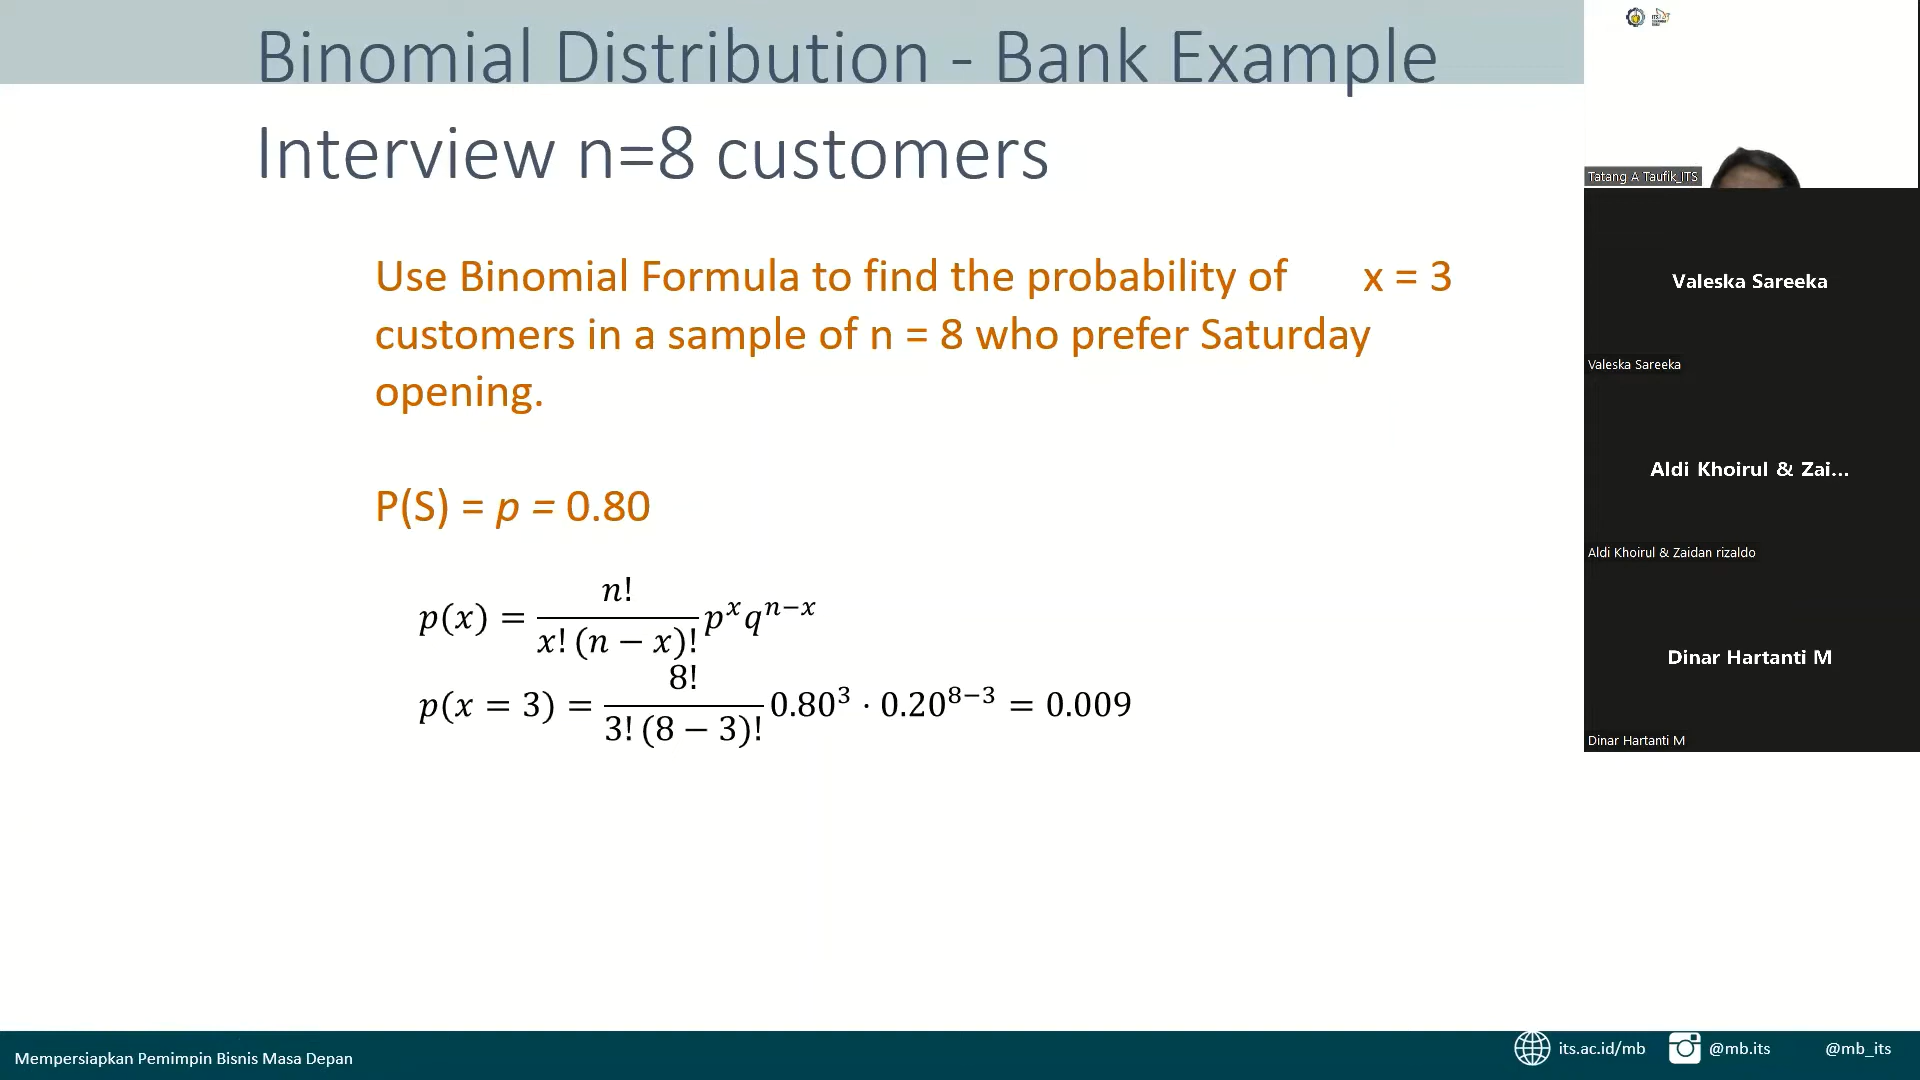 Binomial Distribution - Bank Example
Interview n=8 customers
Use Binomial Formula to find the probability of x = 3
customers in a sample of n = 8 who prefer Saturday
opening.
P(S) = p = 0.80
p(x) = n! / x! (n − x)! p^x q^(n−x)
p(x = 3) = 8! / 3! (8 − 3)! 0.80^3 · 0.20^(8−3) = 0.009
Tatang A Taufik_ITS
Valeska Sareeka
Valeska Sareeka
Aldi Khoirul & Zai...
Aldi Khoirul & Zaidan rizaldo
Dinar Hartanti M
Dinar Hartanti M
Mempersiapkan Pemimpin Bisnis Masa Depan
its.ac.id/mb @mb.its @mb_its